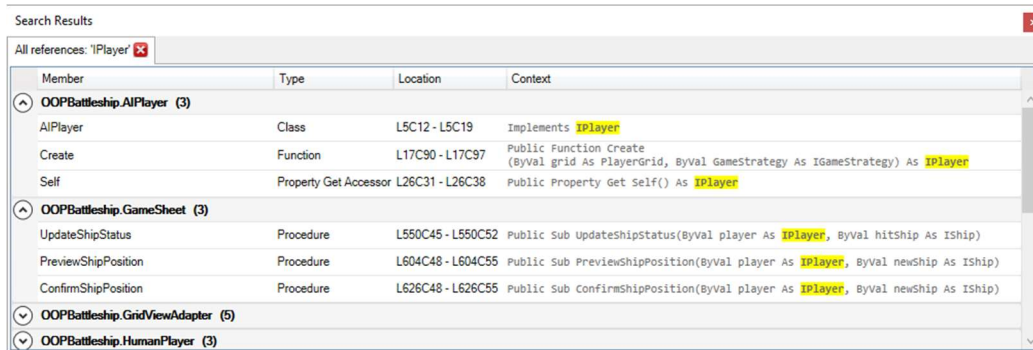 Search Results
All references: 'IPlayer'
Member Type Location Context
OOPBattleship.AIPlayer (3)
AIPlayer Class L5C12 - L5C19 Implements IPlayer
Create Function L17C90 - L17C97 Public Function Create
(ByVal grid As PlayerGrid, ByVal GameStrategy As IGameStrategy) As IPlayer
Self Property Get Accessor L26C31 - L26C38 Public Property Get Self() As IPlayer
OOPBattleship.GameSheet (3)
UpdateShipStatus Procedure L550C45 - L550C52 Public Sub UpdateShipStatus(ByVal player As IPlayer, ByVal hitShip As IShip)
PreviewShipPosition Procedure L604C48 - L604C55 Public Sub PreviewShipPosition(ByVal player As IPlayer, ByVal newShip As IShip)
ConfirmShipPosition Procedure L626C48 - L626C55 Public Sub ConfirmShipPosition(ByVal player As IPlayer, ByVal newShip As IShip)
OOPBattleship.GridViewAdapter (5)
OOPBattleship.HumanPlayer (3)